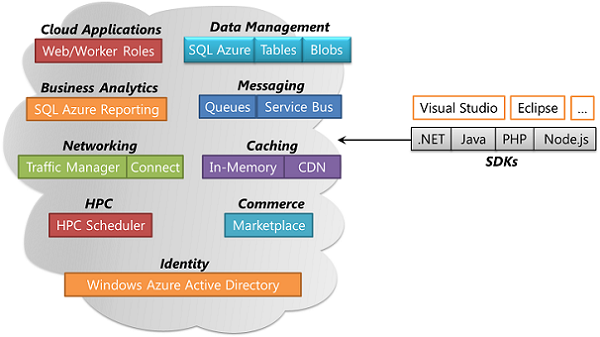 Cloud Applications
Web/Worker Roles
Data Management
SQL Azure Tables Blobs
Business Analytics
SQL Azure Reporting
Messaging
Queues Service Bus
Networking
Traffic Manager Connect
Caching
In-Memory CDN
HPC
HPC Scheduler
Commerce
Marketplace
Identity
Windows Azure Active Directory
Visual Studio Eclipse ...
.NET Java PHP Node.js
SDKs